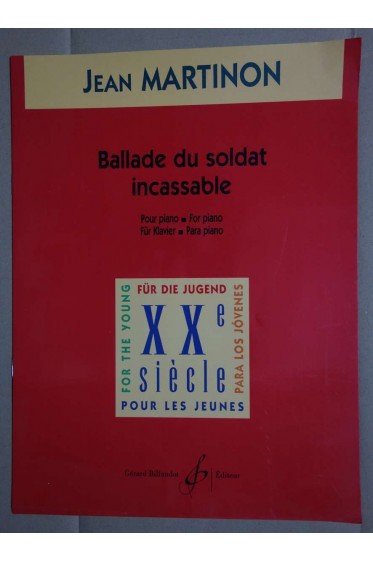 JEAN MARTINON
Ballade du soldat
incassable
Pour piano ■ For piano
Für Klavier ■ Para piano
FÜR DIE JUGEND
FOR THE YOUNG
XXe
siècle
PARA LOS JÓVENES
POUR LES JEUNES
Gérard Billaudot Éditeur